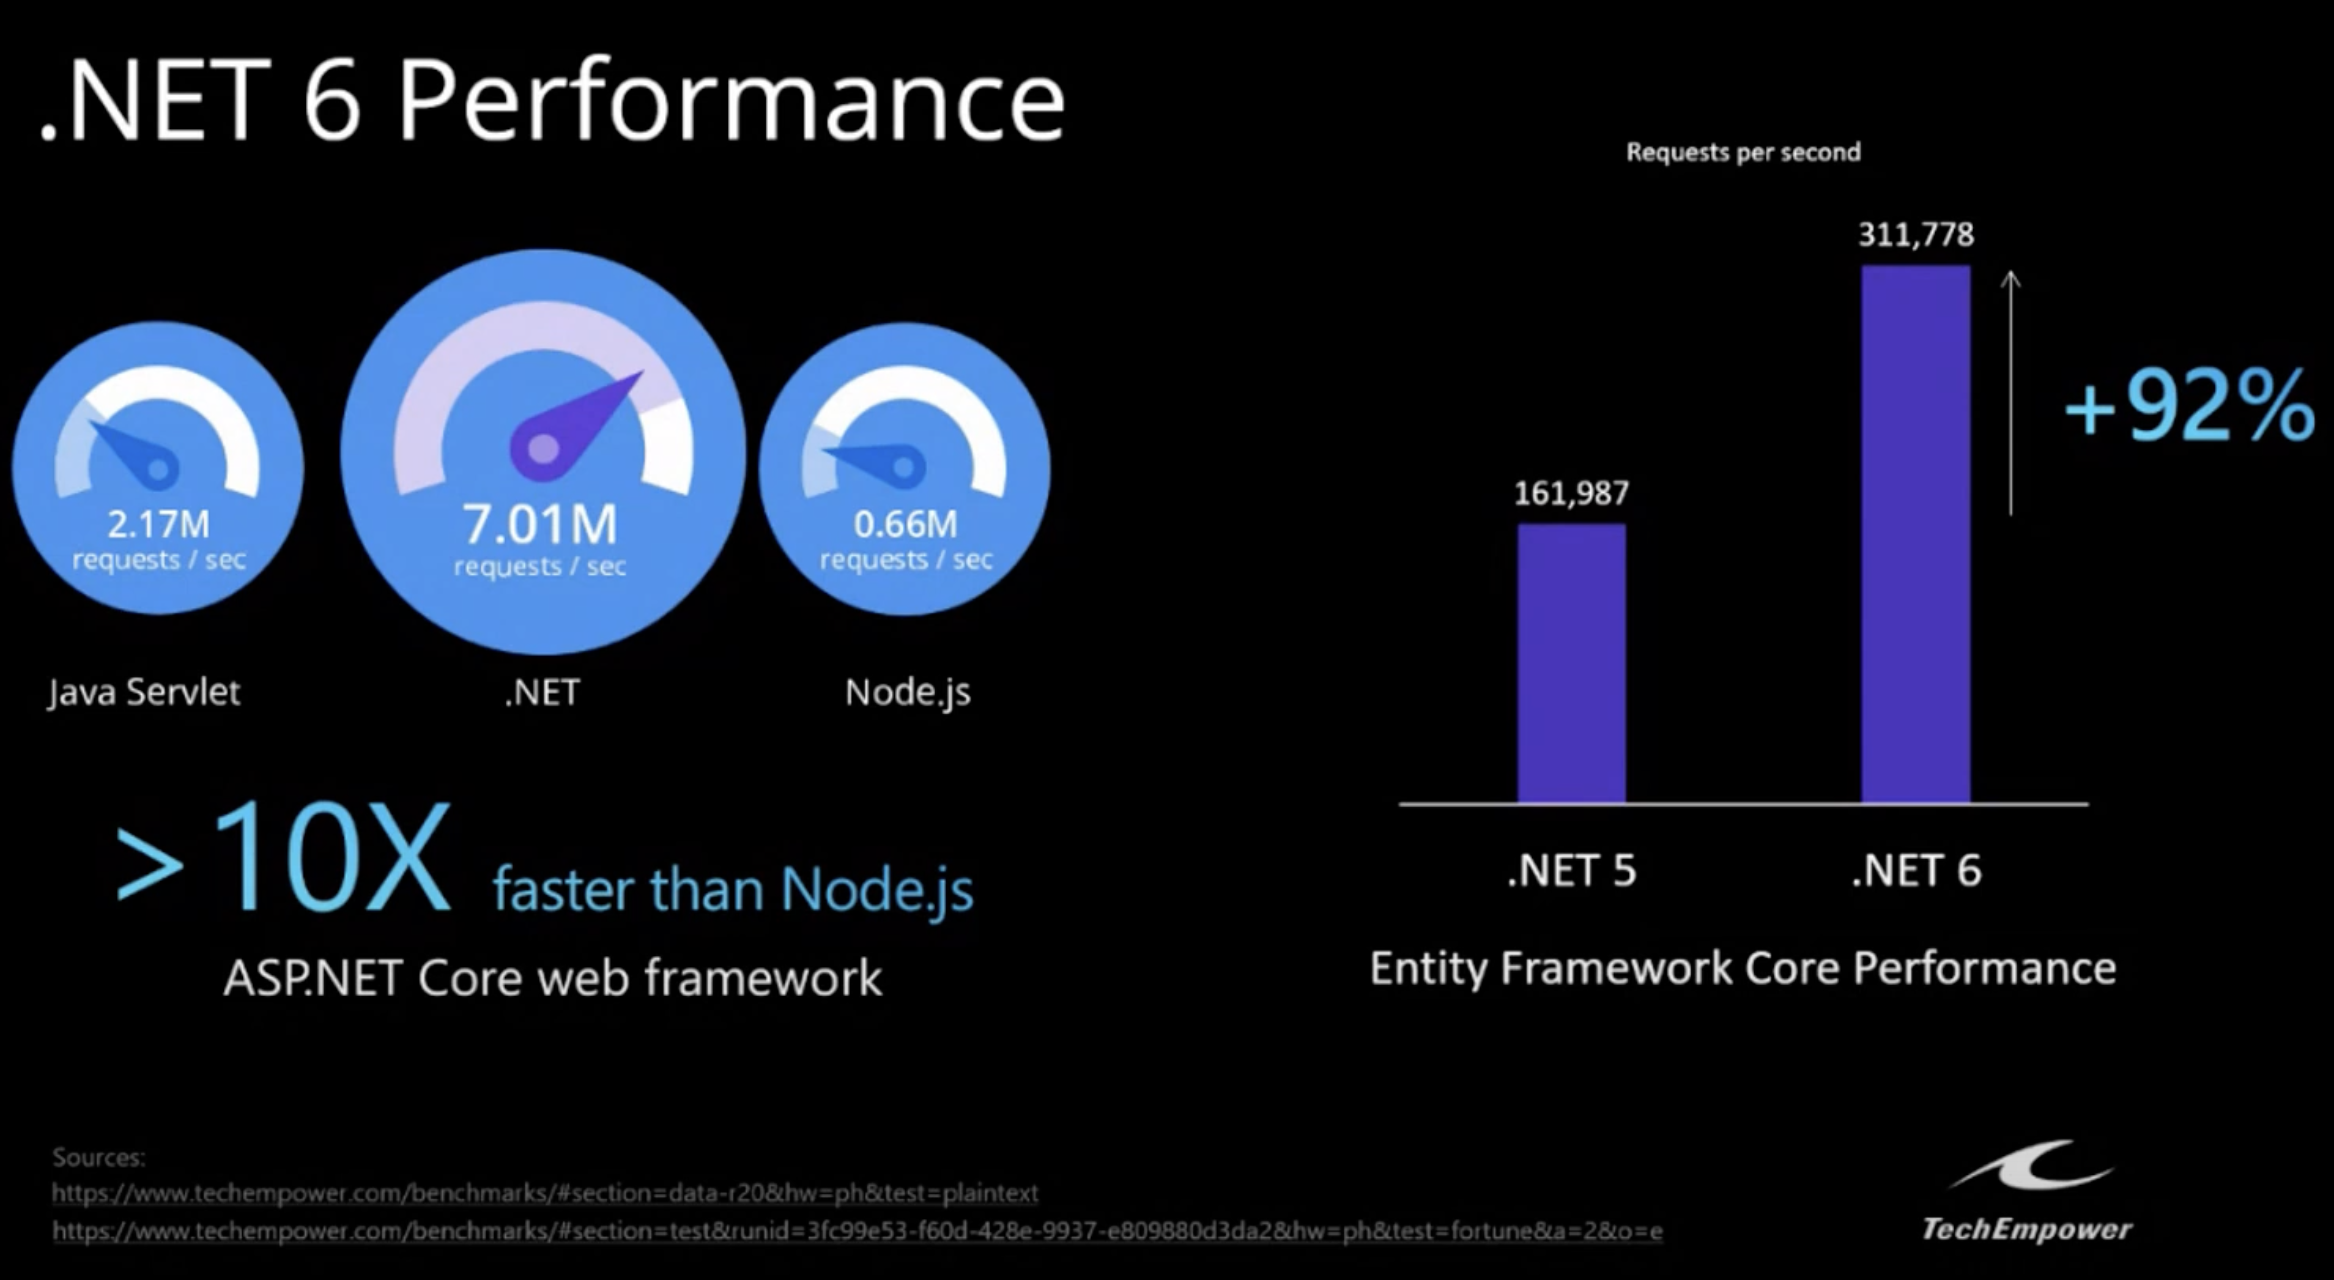 .NET 6 Performance
2.17M
requests / sec
Java Servlet
7.01M
requests / sec
.NET
0.66M
requests / sec
Node.js
>10X faster than Node.js
ASP.NET Core web framework
Requests per second
161,987
311,778
+92%
.NET 5
.NET 6
Entity Framework Core Performance
Sources:
https://www.techempower.com/benchmarks/#section=data-r20&hw=ph&test=plaintext
https://www.techempower.com/benchmarks/#section=test&runid=3fc99e53-f60d-428e-9937-e809880d3da2&hw=ph&test=fortune&a=2&o=e
TechEmpower